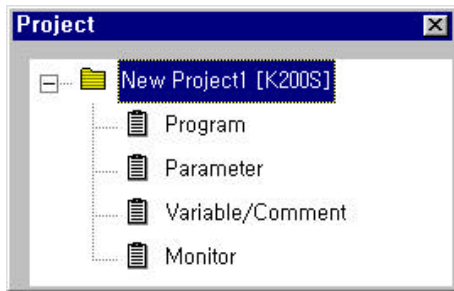 Project
New Project1 [K200S]
Program
Parameter
Variable/Comment
Monitor